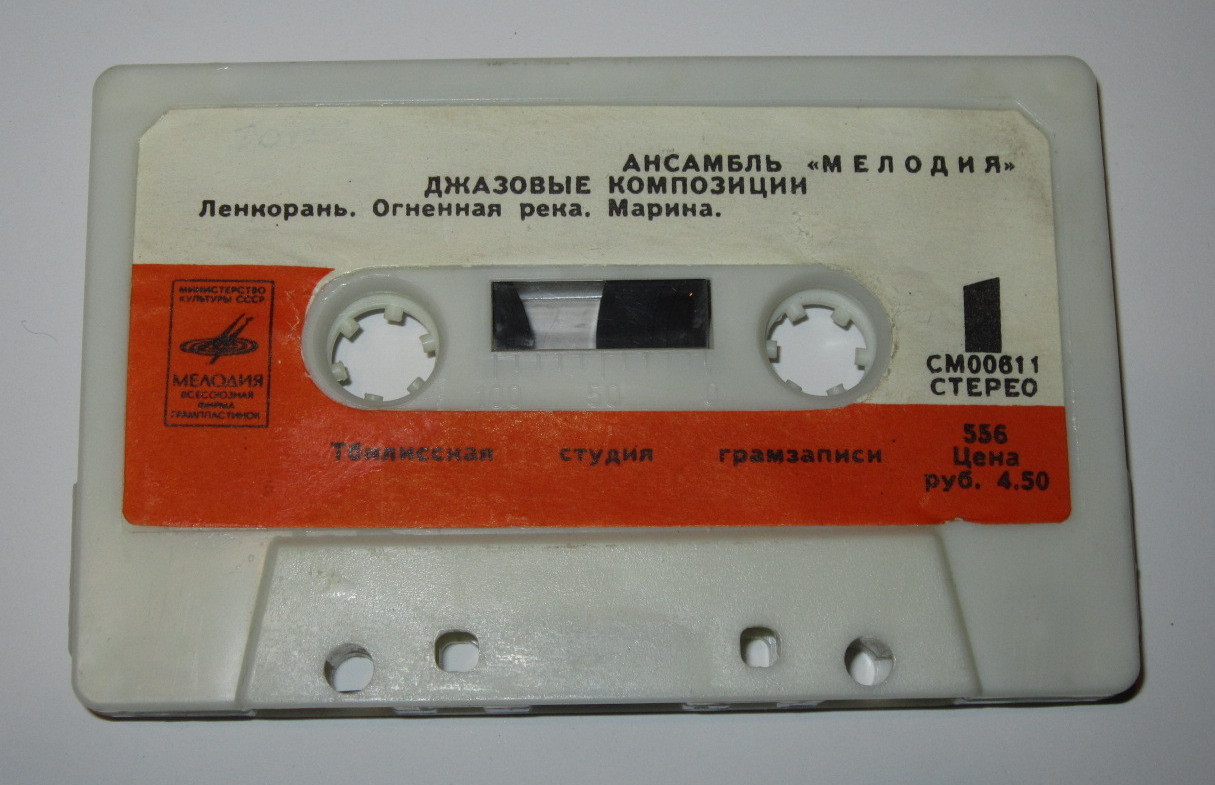 АНСАМБЛЬ «МЕЛОДИЯ»
ДЖАЗОВЫЕ КОМПОЗИЦИИ
Ленкорань. Огненная река. Марина.
МИНИСТЕРСТВО
КУЛЬТУРЫ СССР
МЕЛОДИЯ
ВСЕСОЮЗНАЯ
ФИРМА
ГРАМПЛАСТИНОК
1
СМ00611
СТЕРЕО
Тбилисская студия грамзаписи
556
Цена
руб. 4.50